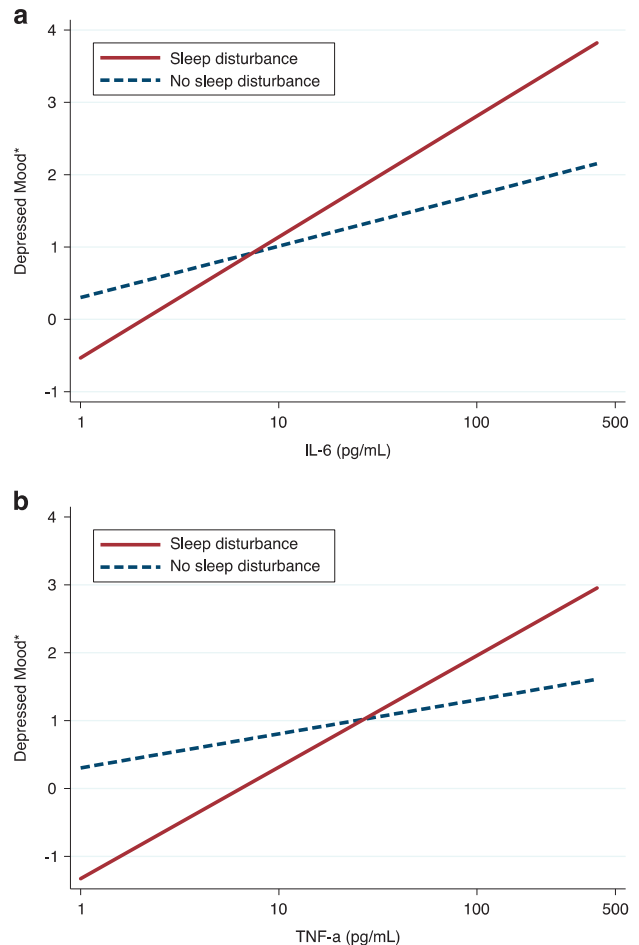 a
4
3
2
1
0
-1
Depressed Mood*
Sleep disturbance
No sleep disturbance
1 10 100 500
IL-6 (pg/mL)
b
4
3
2
1
0
-1
Depressed Mood*
Sleep disturbance
No sleep disturbance
1 10 100 500
TNF-a (pg/mL)